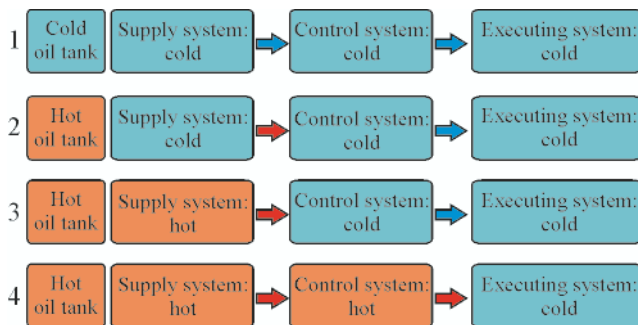 1
Cold
oil tank
Supply system:
cold
Control system:
cold
Executing system:
cold
2
Hot
oil tank
Supply system:
cold
Control system:
cold
Executing system:
cold
3
Hot
oil tank
Supply system:
hot
Control system:
cold
Executing system:
cold
4
Hot
oil tank
Supply system:
hot
Control system:
hot
Executing system:
cold